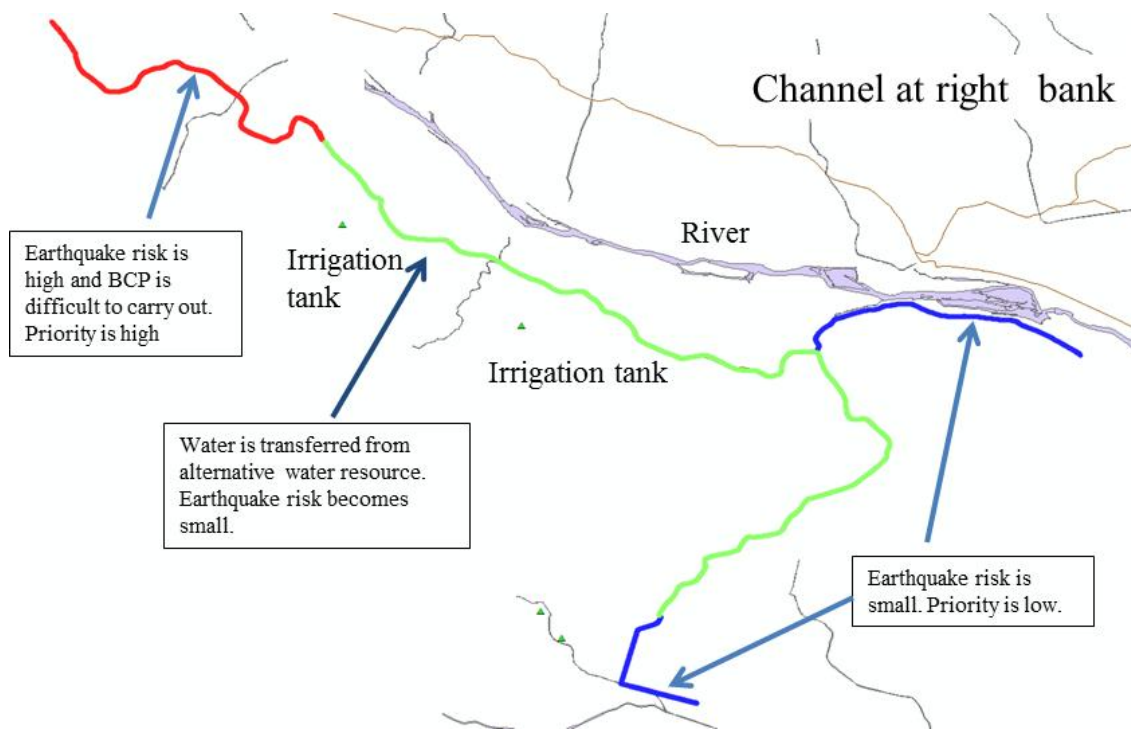 Channel at right bank
River
Earthquake risk is
high and BCP is
difficult to carry out.
Priority is high
Irrigation
tank
Irrigation tank
Water is transferred from
alternative water resource.
Earthquake risk becomes
small.
Earthquake risk is
small. Priority is low.